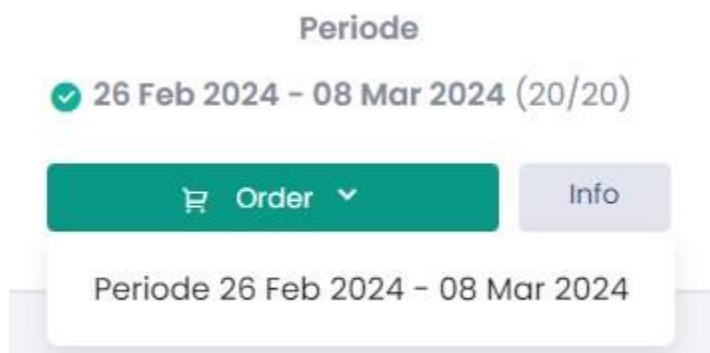 Periode
26 Feb 2024 - 08 Mar 2024 (20/20)
Order
Info
Periode 26 Feb 2024 - 08 Mar 2024